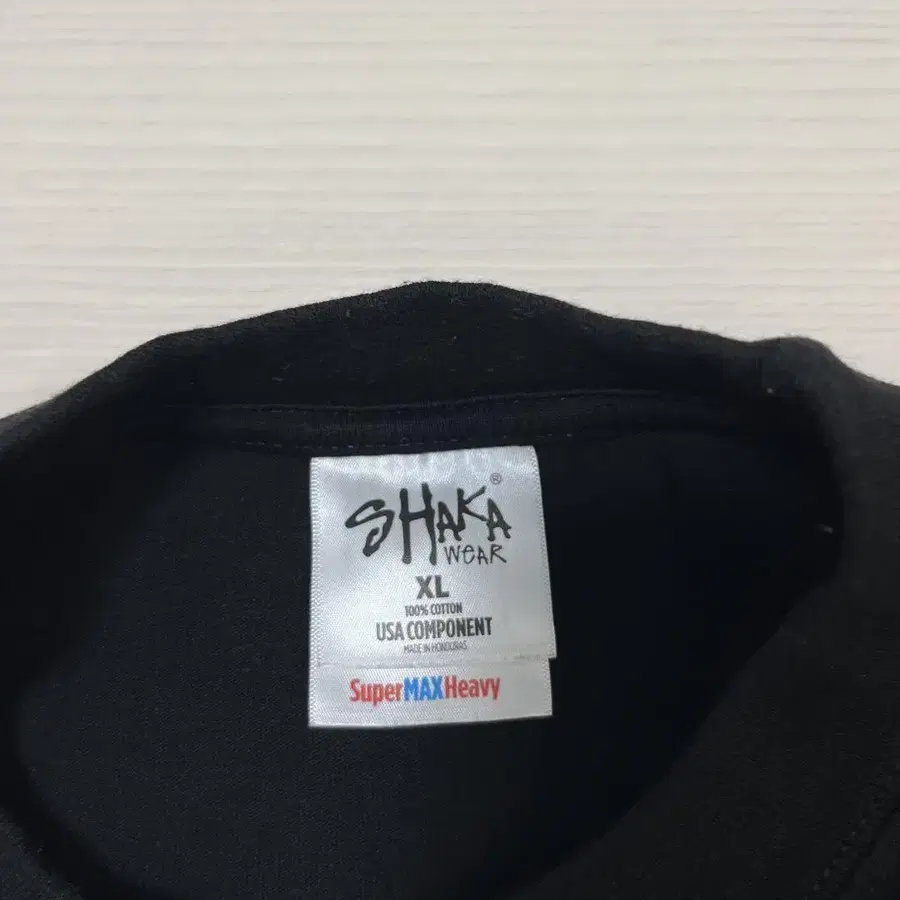 SHAKA®
WEAR
XL
100% COTTON
USA COMPONENT
MADE IN HONDURAS
SuperMAXHeavy